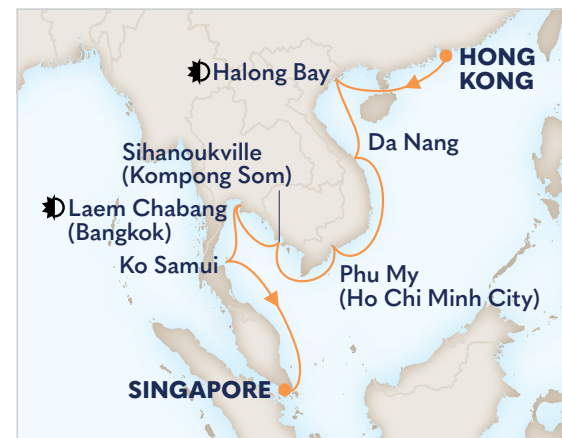 HONG
KONG
Halong Bay
Da Nang
Sihanoukville
(Kompong Som)
Laem Chabang
(Bangkok)
Ko Samui
Phu My
(Ho Chi Minh City)
SINGAPORE